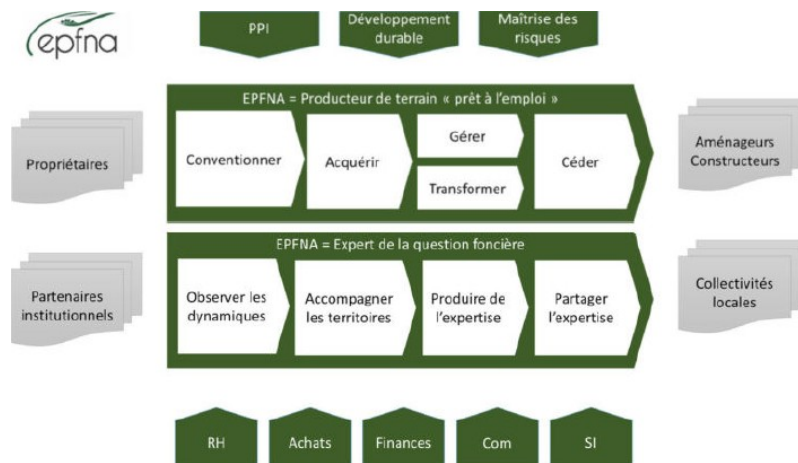 epfna
PPI
Développement
durable
Maîtrise des
risques
EPFNA = Producteur de terrain « prêt à l'emploi »
Propriétaires
Conventionner
Acquérir
Gérer
Transformer
Céder
Aménageurs
Constructeurs
EPFNA = Expert de la question foncière
Partenaires
institutionnels
Observer les
dynamiques
Accompagner
les territoires
Produire de
l'expertise
Partager
l'expertise
Collectivités
locales
RH
Achats
Finances
Com
SI